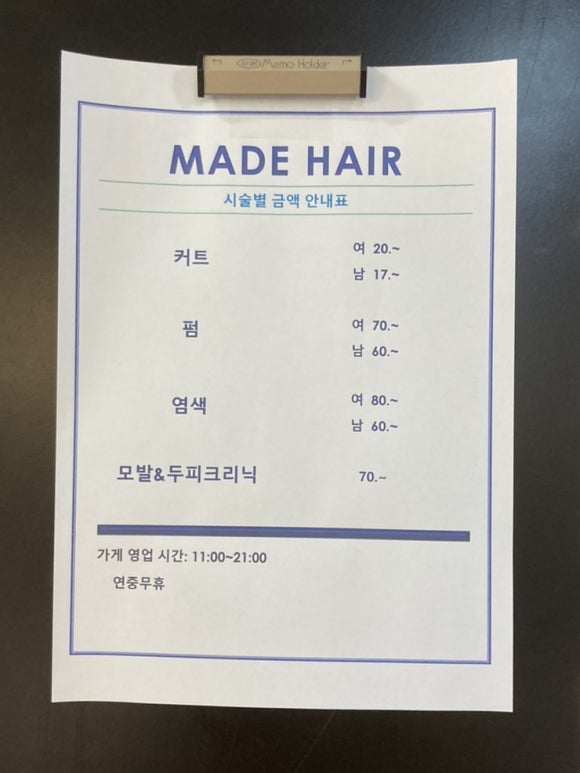 ATUM Memo Holder
MADE HAIR
시술별 금액 안내표
커트
여 20.~
남 17.~
펌
여 70.~
남 60.~
염색
여 80.~
남 60.~
모발&두피크리닉 70.~
가게 영업 시간: 11:00~21:00
연중무휴